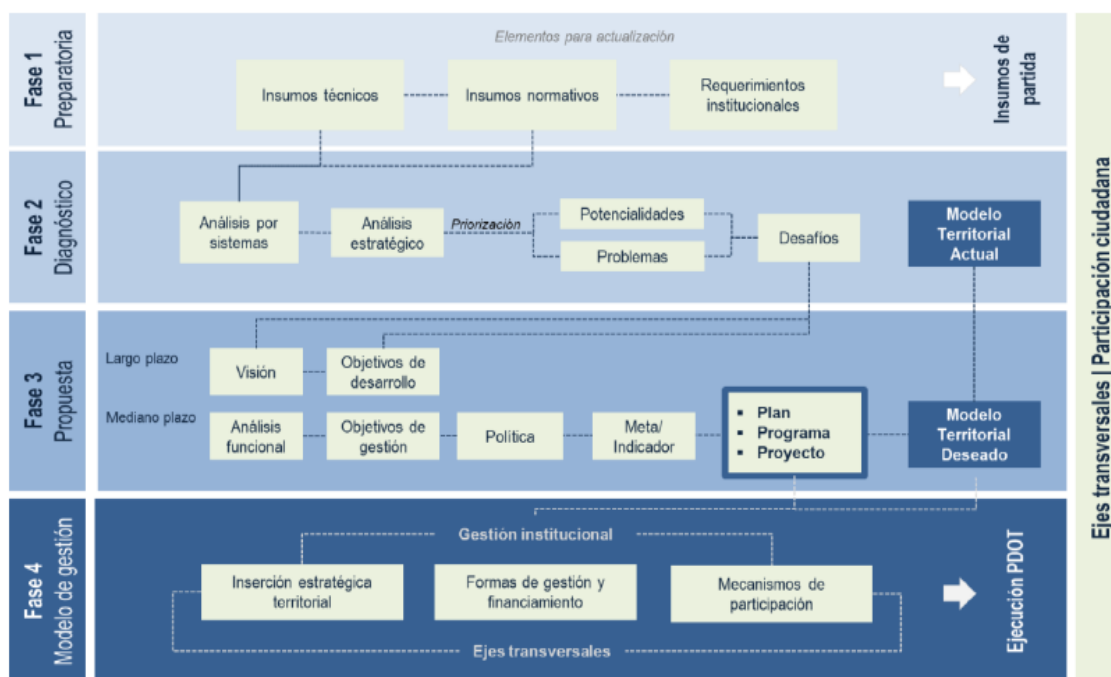 Fase 1
Preparatoria
Elementos para actualización
Insumos técnicos
Insumos normativos
Requerimientos
institucionales
Insumos de
partida
Fase 2
Diagnóstico
Análisis por
sistemas
Análisis
estratégico
Priorización
Potencialidades
Problemas
Desafíos
Modelo
Territorial
Actual
Fase 3
Propuesta
Largo plazo
Visión
Objetivos de
desarrollo
Mediano plazo
Análisis
funcional
Objetivos de
gestión
Política
Meta/
Indicador
▪ Plan
▪ Programa
▪ Proyecto
Modelo
Territorial
Deseado
Fase 4
Modelo de gestión
Gestión institucional
Inserción estratégica
territorial
Formas de gestión y
financiamiento
Mecanismos de
participación
Ejes transversales
Ejecución PDOT
Ejes transversales | Participación ciudadana